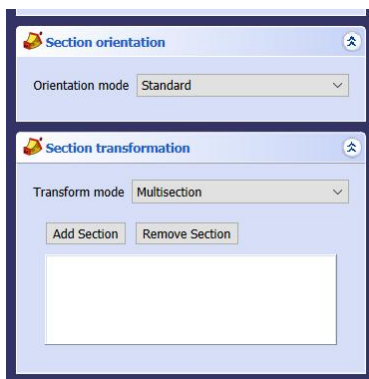 Section orientation
Orientation mode Standard
Section transformation
Transform mode Multisection
Add Section Remove Section